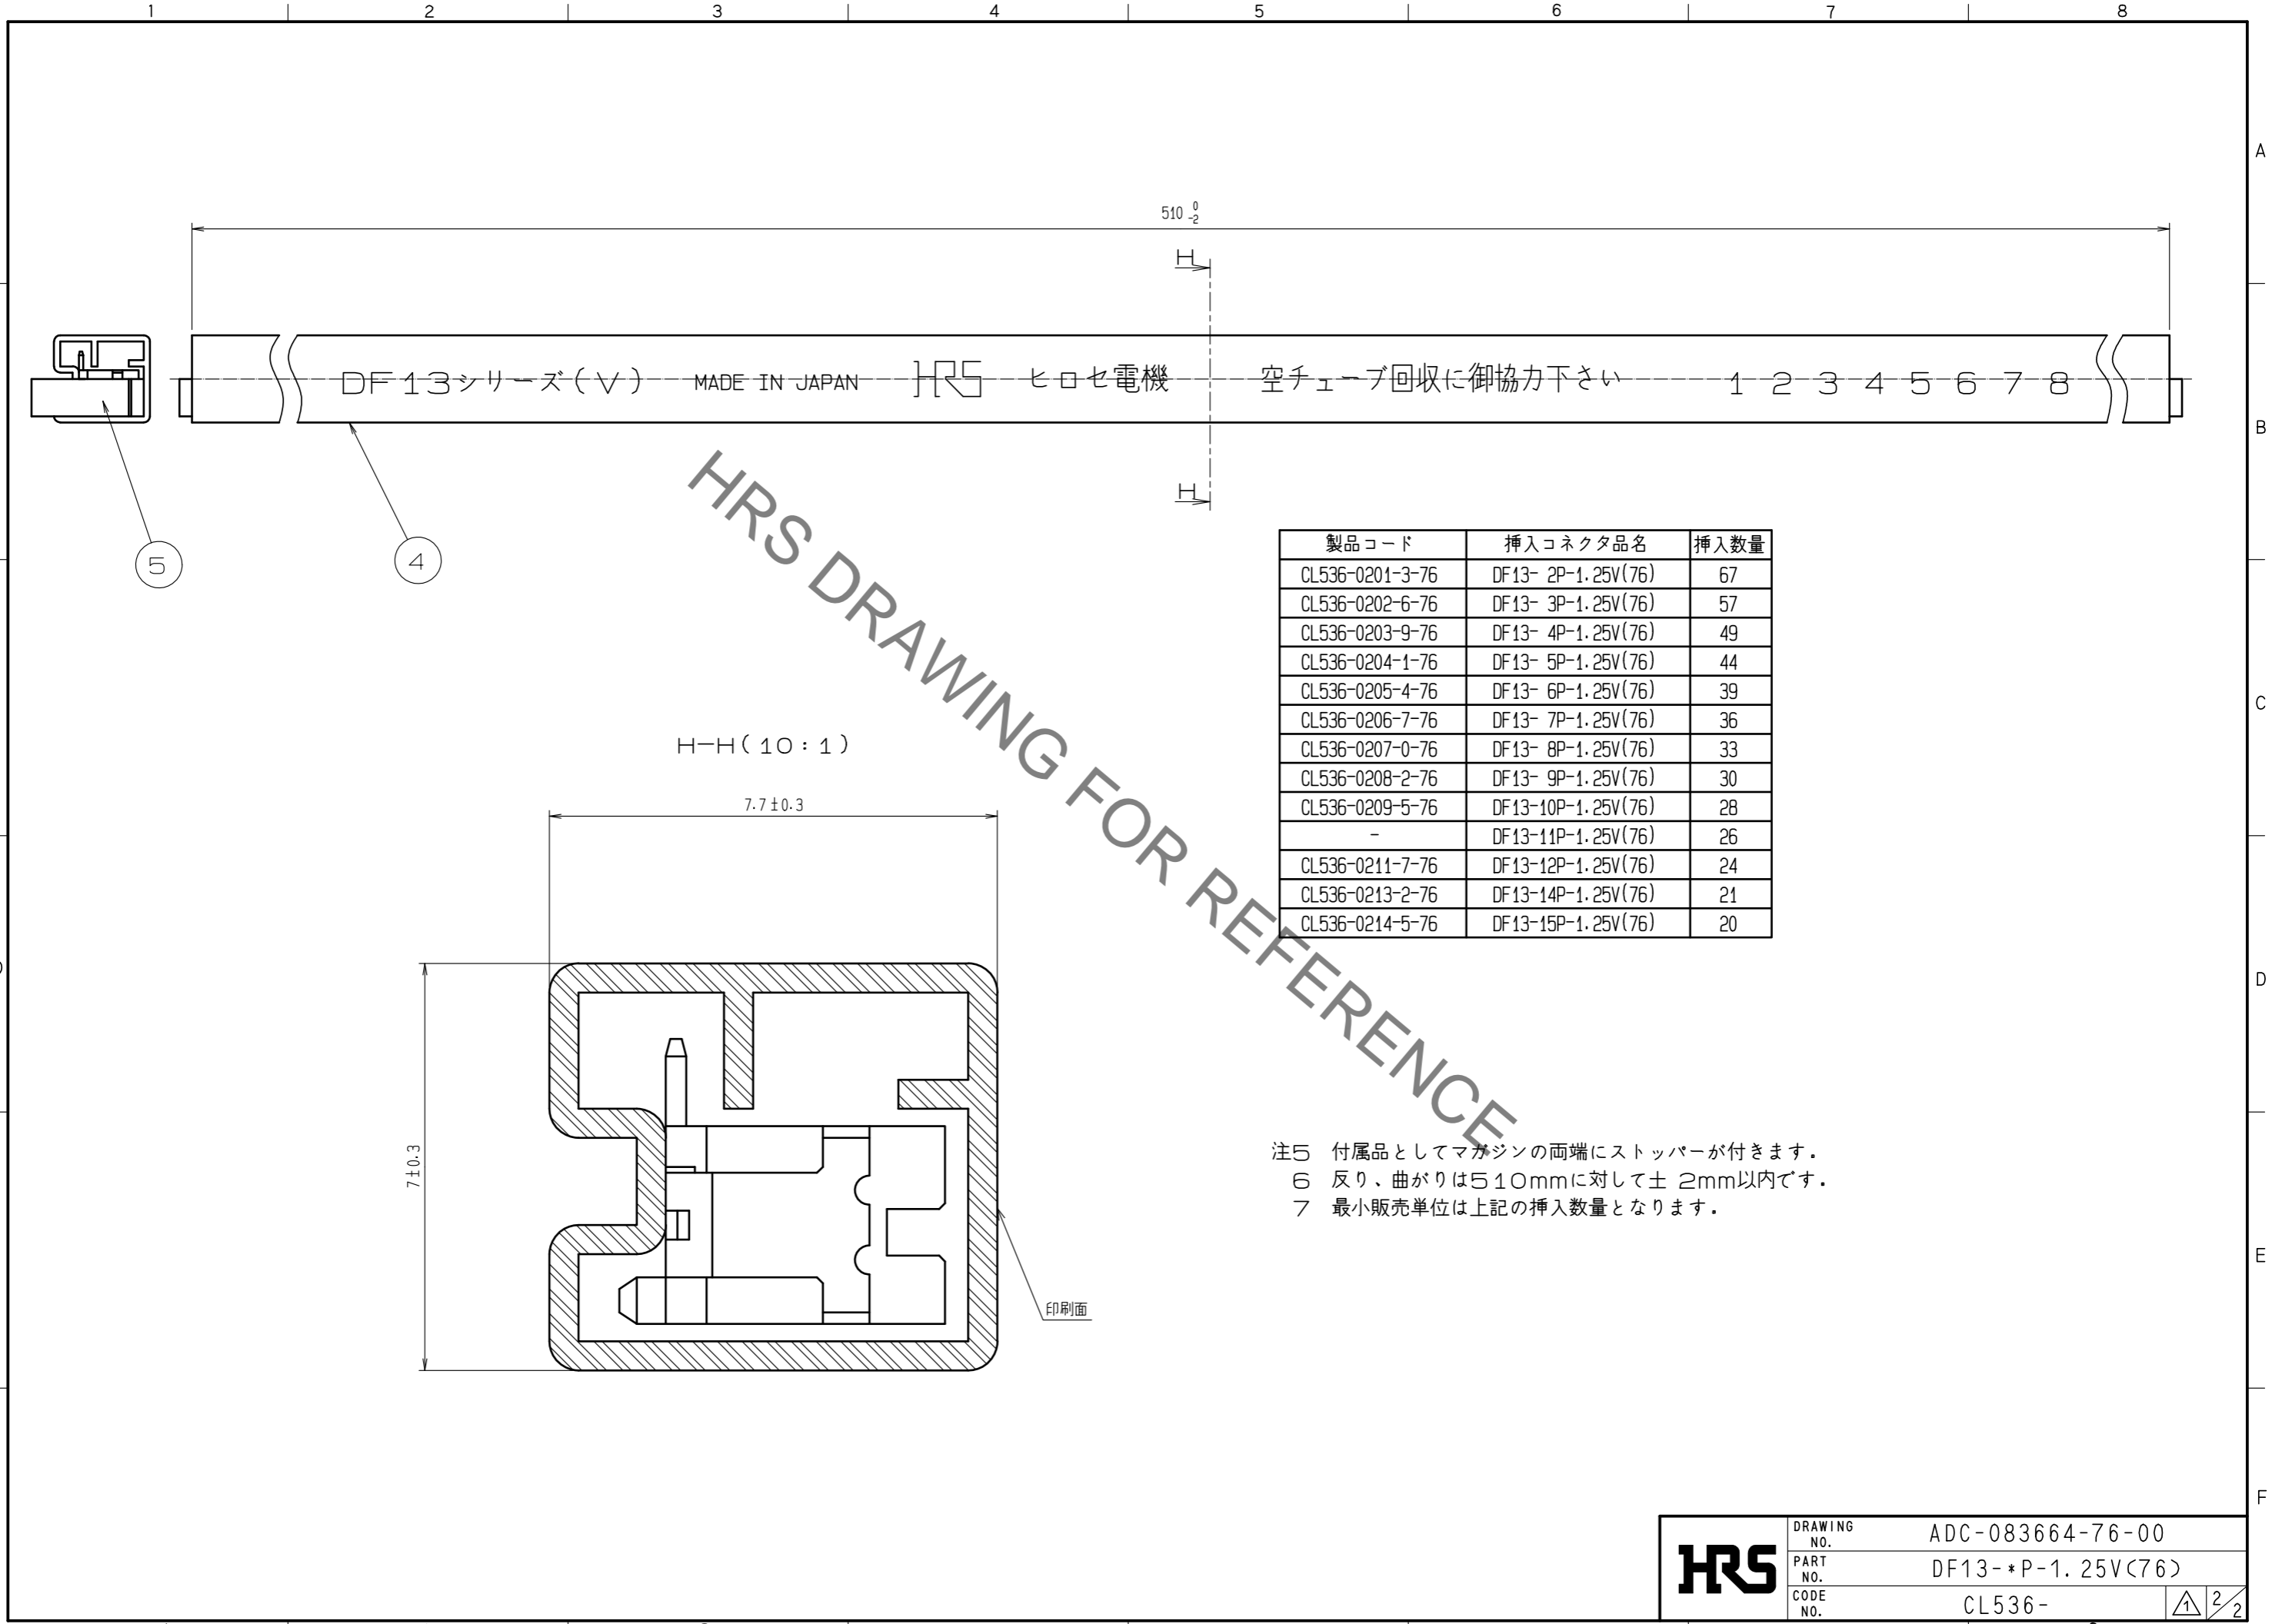 1 2 3 4 5 6 7 8
A
510 0 -2
H
DF13シリーズ(V) MADE IN JAPAN HRS ヒロセ電機 空チューブ回収に御協力下さい 1 2 3 4 5 6 7 8
B
H
5 4
HRS DRAWING FOR REFERENCE
製品コード 挿入コネクタ品名 挿入数量
CL536-0201-3-76 DF13- 2P-1.25V(76) 67
CL536-0202-6-76 DF13- 3P-1.25V(76) 57
CL536-0203-9-76 DF13- 4P-1.25V(76) 49
CL536-0204-1-76 DF13- 5P-1.25V(76) 44
CL536-0205-4-76 DF13- 6P-1.25V(76) 39
CL536-0206-7-76 DF13- 7P-1.25V(76) 36
CL536-0207-0-76 DF13- 8P-1.25V(76) 33
CL536-0208-2-76 DF13- 9P-1.25V(76) 30
CL536-0209-5-76 DF13-10P-1.25V(76) 28
- DF13-11P-1.25V(76) 26
CL536-0211-7-76 DF13-12P-1.25V(76) 24
CL536-0213-2-76 DF13-14P-1.25V(76) 21
CL536-0214-5-76 DF13-15P-1.25V(76) 20
C
H-H(10:1)
7.7±0.3
D
7±0.3
注5 付属品としてマガジンの両端にストッパーが付きます.
6 反り、曲がりは510mmに対して± 2mm以内です.
7 最小販売単位は上記の挿入数量となります.
E
印刷面
F
HRS
DRAWING NO. ADC-083664-76-00
PART NO. DF13-*P-1.25V(76)
CODE NO. CL536- 1 2/2